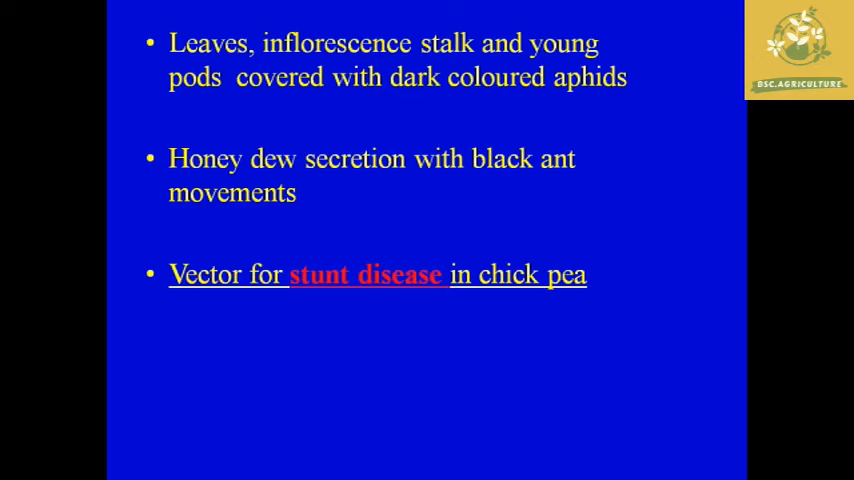 • Leaves, inflorescence stalk and young
pods covered with dark coloured aphids
• Honey dew secretion with black ant
movements
• Vector for stunt disease in chick pea
BSC.AGRICULTURE